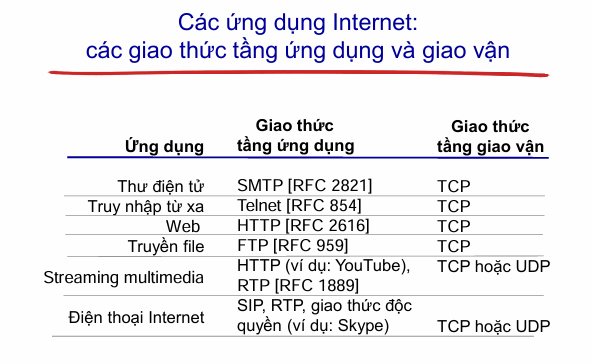 Các ứng dụng Internet:
các giao thức tầng ứng dụng và giao vận
Ứng dụng
Giao thức
tầng ứng dụng
Giao thức
tầng giao vận
Thư điện tử SMTP [RFC 2821] TCP
Truy nhập từ xa Telnet [RFC 854] TCP
Web HTTP [RFC 2616] TCP
Truyền file FTP [RFC 959] TCP
Streaming multimedia
HTTP (ví dụ: YouTube),
RTP [RFC 1889]
TCP hoặc UDP
Điện thoại Internet
SIP, RTP, giao thức độc
quyền (ví dụ: Skype)
TCP hoặc UDP